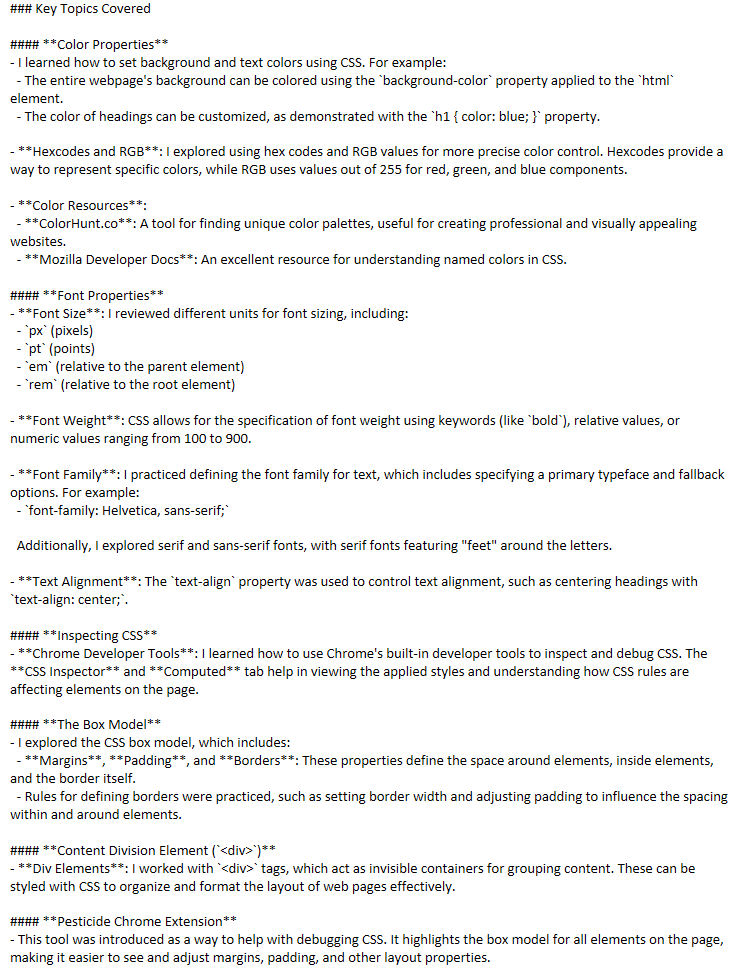 ### Key Topics Covered
#### **Color Properties**
- I learned how to set background and text colors using CSS. For example:
- The entire webpage's background can be colored using the `background-color` property applied to the `html`
element.
- The color of headings can be customized, as demonstrated with the `h1 { color: blue; }` property.
- **Hexcodes and RGB**: I explored using hex codes and RGB values for more precise color control. Hexcodes provide a
way to represent specific colors, while RGB uses values out of 255 for red, green, and blue components.
- **Color Resources**:
- **ColorHunt.co**: A tool for finding unique color palettes, useful for creating professional and visually appealing
websites.
- **Mozilla Developer Docs**: An excellent resource for understanding named colors in CSS.
#### **Font Properties**
- **Font Size**: I reviewed different units for font sizing, including:
- `px` (pixels)
- `pt` (points)
- `em` (relative to the parent element)
- `rem` (relative to the root element)
- **Font Weight**: CSS allows for the specification of font weight using keywords (like `bold`), relative values, or
numeric values ranging from 100 to 900.
- **Font Family**: I practiced defining the font family for text, which includes specifying a primary typeface and fallback
options. For example:
- `font-family: Helvetica, sans-serif;`
Additionally, I explored serif and sans-serif fonts, with serif fonts featuring "feet" around the letters.
- **Text Alignment**: The `text-align` property was used to control text alignment, such as centering headings with
`text-align: center;`.
#### **Inspecting CSS**
- **Chrome Developer Tools**: I learned how to use Chrome's built-in developer tools to inspect and debug CSS. The
**CSS Inspector** and **Computed** tab help in viewing the applied styles and understanding how CSS rules are
affecting elements on the page.
#### **The Box Model**
- I explored the CSS box model, which includes:
- **Margins**, **Padding**, and **Borders**: These properties define the space around elements, inside elements,
and the border itself.
- Rules for defining borders were practiced, such as setting border width and adjusting padding to influence the spacing
within and around elements.
#### **Content Division Element (`<div>`)**
- **Div Elements**: I worked with `<div>` tags, which act as invisible containers for grouping content. These can be
styled with CSS to organize and format the layout of web pages effectively.
#### **Pesticide Chrome Extension**
- This tool was introduced as a way to help with debugging CSS. It highlights the box model for all elements on the page,
making it easier to see and adjust margins, padding, and other layout properties.